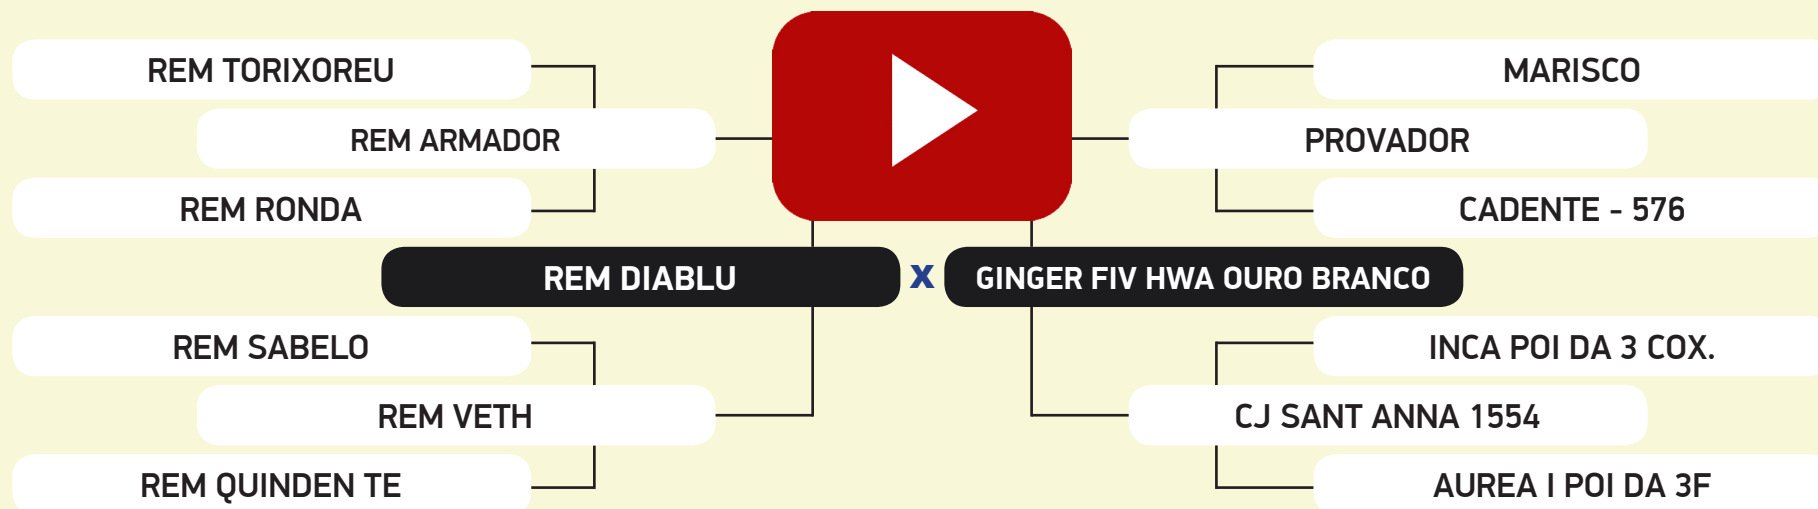 REM TORIXOREU
MARISCO
REM ARMADOR
PROVADOR
REM RONDA
CADENTE - 576
REM DIABLU X GINGER FIV HWA OURO BRANCO
REM SABELO
INCA POI DA 3 COX.
REM VETH
CJ SANT ANNA 1554
REM QUINDEN TE
AUREA I POI DA 3F